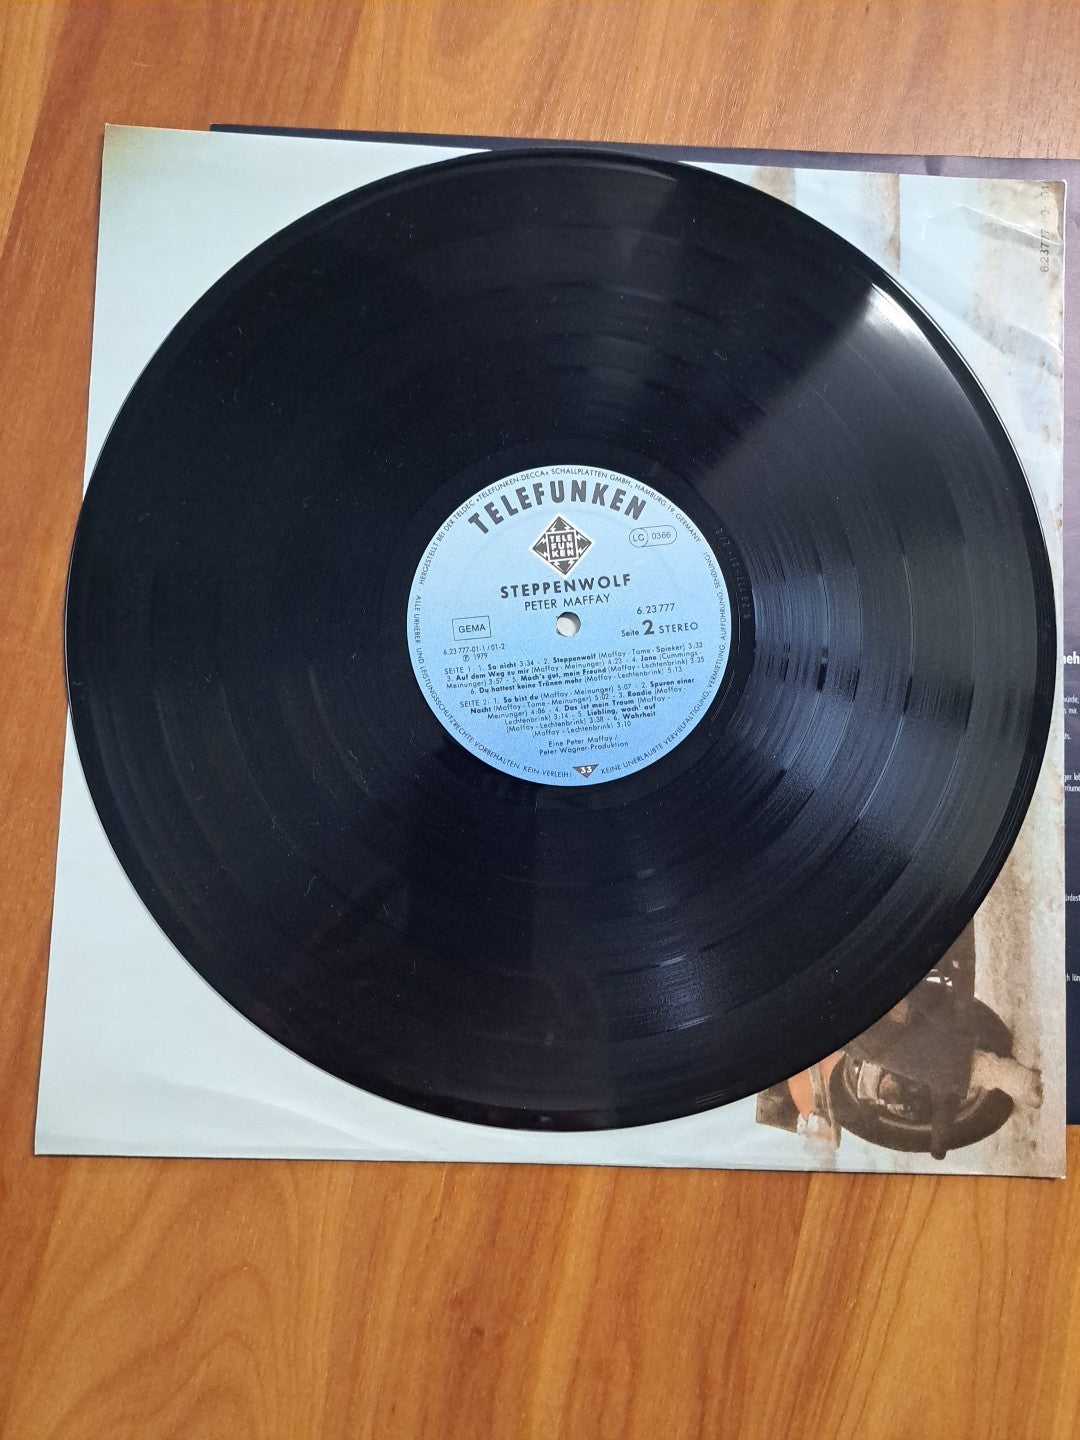 6.23777
HERGESTELLT BEI DER TELDEC »TELEFUNKEN-DECCA« SCHALLPLATTEN GMBH, HAMBURG 19, GERMANY
TELEFUNKEN
TELE
FUN
KEN
LC 0366
STEPPENWOLF
PETER MAFFAY
GEMA
6.23777
6.23 777-01-1/01-2
Seite 2 STEREO
℗ 1979
SEITE 1: 1. So nicht 3:34 - 2. Steppenwolf (Maffay - Tame - Spieker) 3:33
3. Auf dem Weg zu mir (Maffay - Meinunger) 4:23 - 4. Jane (Cummings -
Meinunger) 3:57 - 5. Mach's gut, mein Freund (Maffay - Lechtenbrink) 3:25
6. Du hattest keine Tränen mehr (Maffay - Lechtenbrink) 5:13
SEITE 2: 1. So bist du (Maffay - Meinunger) 5:07 - 2. Spuren einer
Nacht (Maffay - Tame - Meinunger) 5:02 - 3. Roadie (Maffay -
Meinunger) 4:06 - 4. Das ist mein Traum (Maffay -
Lechtenbrink) 3:14 - 5. Liebling, wach' auf
(Maffay - Lechtenbrink) 3:38 - 6. Wahrheit
(Maffay - Lechtenbrink) 3:10
Eine Peter Maffay/
Peter Wagner-Produktion
33
ALLE URHEBER- UND LEISTUNGSSCHUTZRECHTE VORBEHALTEN. KEIN VERLEIH! KEINE UNERLAUBTE VERVIELFÄLTIGUNG, VERMIETUNG, AUFFÜHRUNG, SENDUNG!